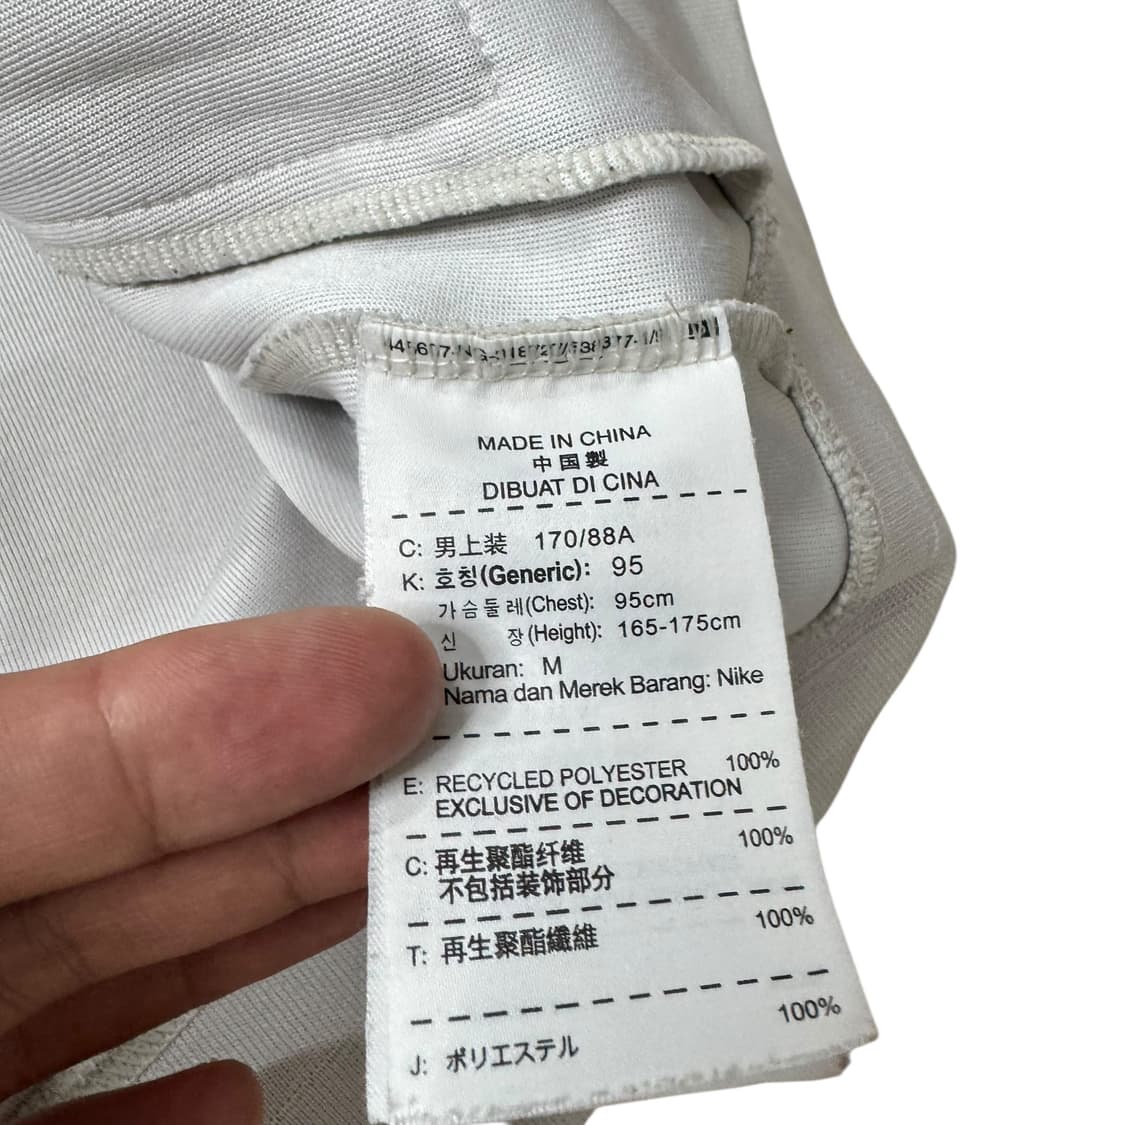 MADE IN CHINA
中国製
DIBUAT DI CINA
C: 男上装 170/88A
K: 호칭(Generic): 95
가슴둘레(Chest): 95cm
신 장(Height): 165-175cm
Ukuran: M
Nama dan Merek Barang: Nike
E: RECYCLED POLYESTER 100%
EXCLUSIVE OF DECORATION
C: 再生聚酯纤维 100%
不包括装饰部分
T: 再生聚酯纖維 100%
J: ポリエステル 100%